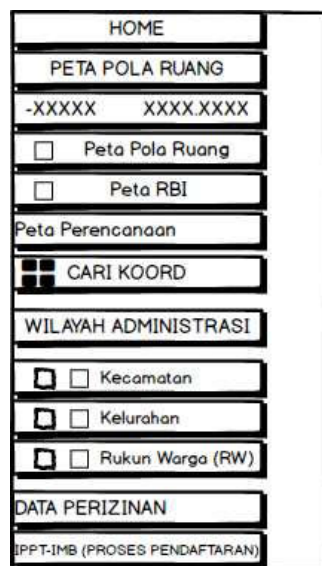 HOME
PETA POLA RUANG
-XXXXX XXXX.XXXX
Peta Pola Ruang
Peta RBI
Peta Perencanaan
CARI KOORD
WILAYAH ADMINISTRASI
Kecamatan
Kelurahan
Rukun Warga (RW)
DATA PERIZINAN
IPPT-IMB (PROSES PENDAFTARAN)